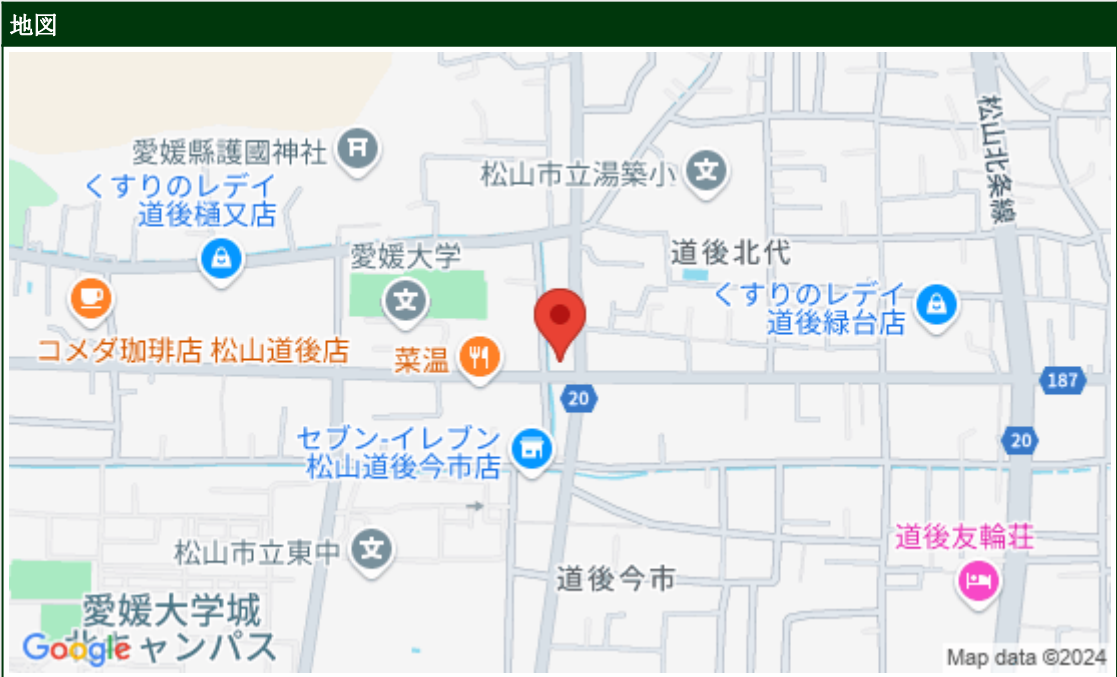 地図
愛媛縣護國神社
くすりのレデイ
道後樋又店
松山市立湯築小
松山北条線
愛媛大学
道後北代
くすりのレデイ
道後緑台店
コメダ珈琲店 松山道後店
菜温
187
20
セブン-イレブン
松山道後今市店
20
松山市立東中
道後今市
道後友輪荘
愛媛大学城
北キャンパス
Google
Map data ©2024